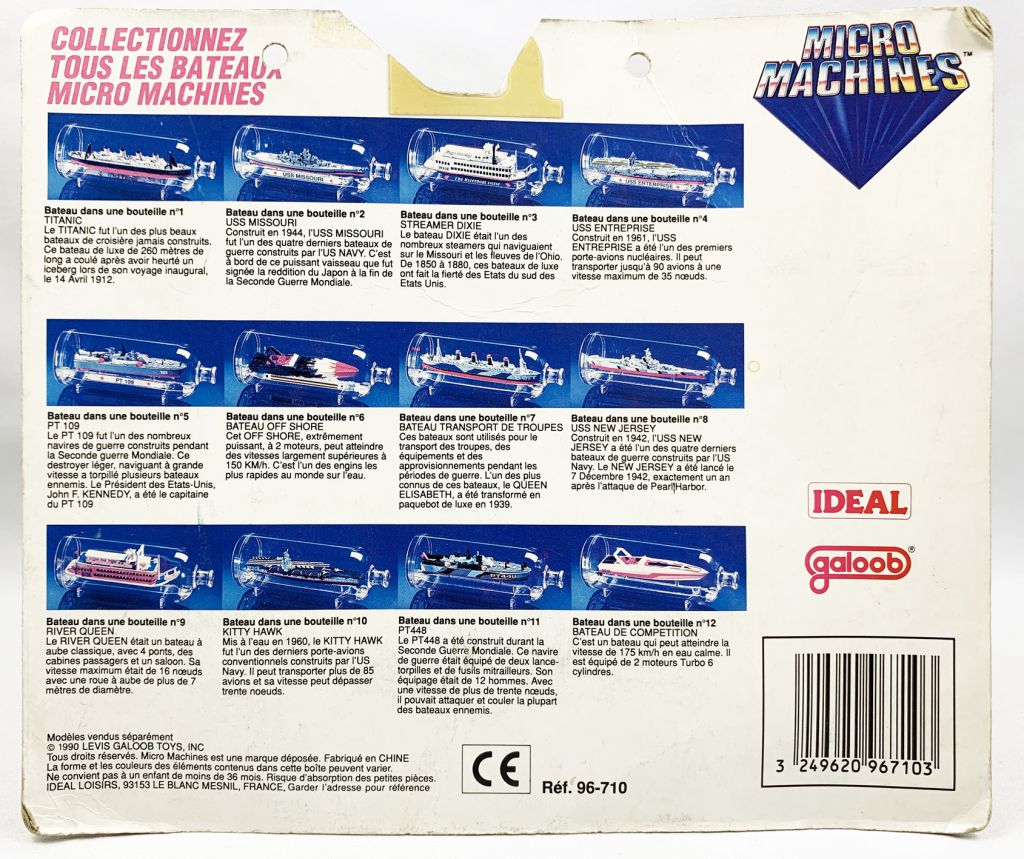 COLLECTIONNEZ
TOUS LES BATEAUX
MICRO MACHINES
MICRO
MACHINES™
USS MISSOURI
USS ENTERPRISE
Bateau dans une bouteille n°1
TITANIC
Le TITANIC fut l'un des plus beaux
bateaux de croisière jamais construits.
Ce bateau de luxe de 260 mètres de
long a coulé après avoir heurté un
iceberg lors de son voyage inaugural,
le 14 Avril 1912.
Bateau dans une bouteille n°2
USS MISSOURI
Construit en 1944, l'USS MISSOURI
fut l'un des quatre derniers bateaux de
guerre construits par l'US NAVY. C'est
à bord de ce puissant vaisseau que fut
signée la reddition du Japon à la fin de
la Seconde Guerre Mondiale.
Bateau dans une bouteille n°3
STREAMER DIXIE
Le bateau DIXIE était l'un des
nombreux steamers qui naviguaient
sur le Missouri et les fleuves de l'Ohio.
De 1850 à 1880, ces bateaux de luxe
ont fait la fierté des Etats du sud des
Etats Unis.
Bateau dans une bouteille n°4
USS ENTREPRISE
Construit en 1961, l'USS
ENTREPRISE a été l'un des premiers
porte-avions nucléaires. Il peut
transporter jusqu'à 90 avions à une
vitesse maximum de 35 nœuds.
PT 109
Bateau dans une bouteille n°5
PT 109
Le PT 109 fut l'un des nombreux
navires de guerre construits pendant
la Seconde guerre Mondiale. Ce
destroyer léger, naviguant à grande
vitesse a torpillé plusieurs bateaux
ennemis. Le Président des Etats-Unis,
John F. KENNEDY, a été le capitaine
du PT 109
Bateau dans une bouteille n°6
BATEAU OFF SHORE
Cet OFF SHORE, extrêmement
puissant, à 2 moteurs, peut atteindre
des vitesses largement supérieures à
150 KM/h. C'est l'un des engins les
plus rapides au monde sur l'eau.
Bateau dans une bouteille n°7
BATEAU TRANSPORT DE TROUPES
Ces bateaux sont utilisés pour le
transport des troupes, des
équipements et des
approvisionnements pendant les
périodes de guerre. L'un des plus
connus de ces bateaux, le QUEEN
ELISABETH, a été transformé en
paquebot de luxe en 1939.
Bateau dans une bouteille n°8
USS NEW JERSEY
Construit en 1942, l'USS NEW
JERSEY a été l'un des quatre derniers
bateaux de guerre construits par l'US
Navy. Le NEW JERSEY a été lancé le
7 Décembre 1942, exactement un an
après l'attaque de Pearl Harbor.
IDEAL
galoob®
PT448
Bateau dans une bouteille n°9
RIVER QUEEN
Le RIVER QUEEN était un bateau à
aube classique, avec 4 ponts, des
cabines passagers et un saloon. Sa
vitesse maximum était de 16 nœuds
avec une roue à aube de plus de 7
mètres de diamètre.
Bateau dans une bouteille n°10
KITTY HAWK
Mis à l'eau en 1960, le KITTY HAWK
fut l'un des derniers porte-avions
conventionnels construits par l'US
Navy. Il peut transporter plus de 85
avions et sa vitesse peut dépasser
trente noeuds.
Bateau dans une bouteille n°11
PT448
Le PT448 a été construit durant la
Seconde Guerre Mondiale. Ce navire
de guerre était équipé de deux lance-
torpilles et de fusils mitrailleurs. Son
équipage était de 12 hommes. Avec
une vitesse de plus de trente nœuds,
il pouvait attaquer et couler la plupart
des bateaux ennemis.
Bateau dans une bouteille n°12
BATEAU DE COMPETITION
C'est un bateau qui peut atteindre la
vitesse de 175 km/h en eau calme. Il
est équipé de 2 moteurs Turbo 6
cylindres.
Modèles vendus séparément
© 1990 LEVIS GALOOB TOYS, INC
Tous droits réservés. Micro Machines est une marque déposée. Fabriqué en CHINE
La forme et les couleurs des éléments contenus dans cette boîte peuvent varier.
Ne convient pas à un enfant de moins de 36 mois. Risque d'absorption des petites pièces.
IDEAL LOISIRS, 93153 LE BLANC MESNIL, FRANCE, Garder l'adresse pour référence
CE
Réf. 96-710
3 249620 967103